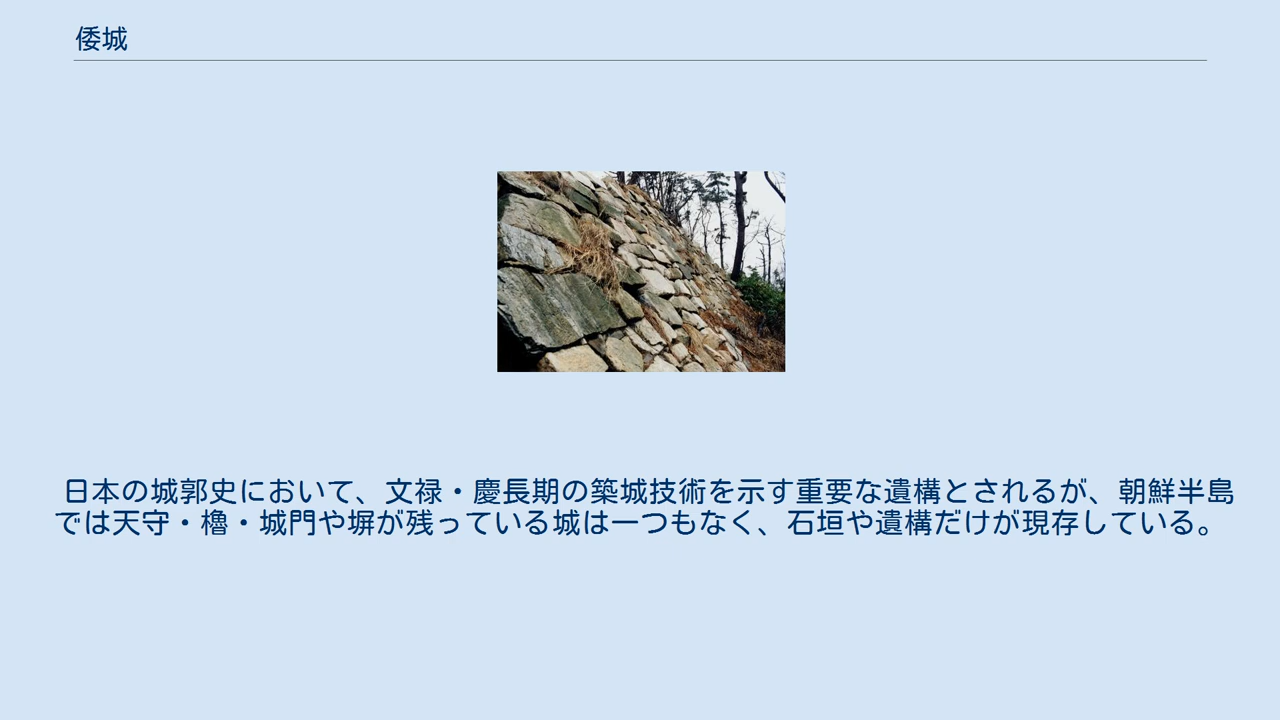 倭城
日本の城郭史において、文禄・慶長期の築城技術を示す重要な遺構とされるが、朝鮮半島
では天守・櫓・城門や塀が残っている城は一つもなく、石垣や遺構だけが現存している。